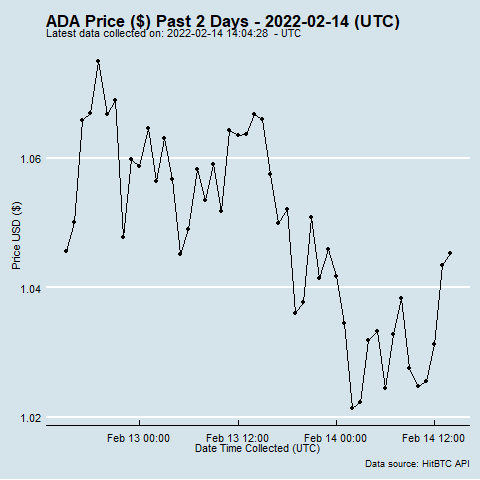 ADA Price ($) Past 2 Days - 2022-02-14 (UTC)
Latest data collected on: 2022-02-14 14:04:28 - UTC
Price USD ($)
1.06
1.04
1.02
Feb 13 00:00 Feb 13 12:00 Feb 14 00:00 Feb 14 12:00
Date Time Collected (UTC)
Data source: HitBTC API